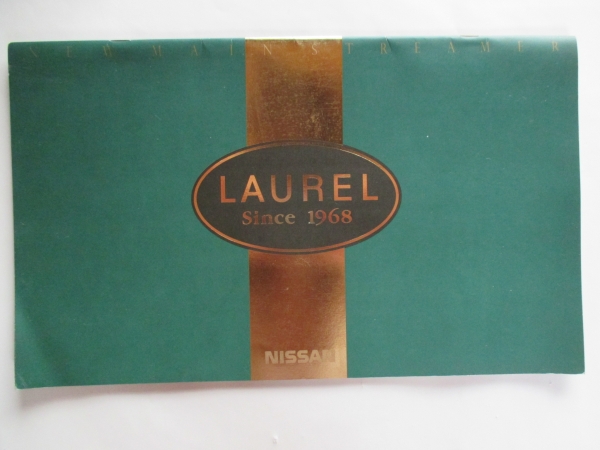 NEW MAINSTREAMER
LAUREL
Since 1968
NISSAN